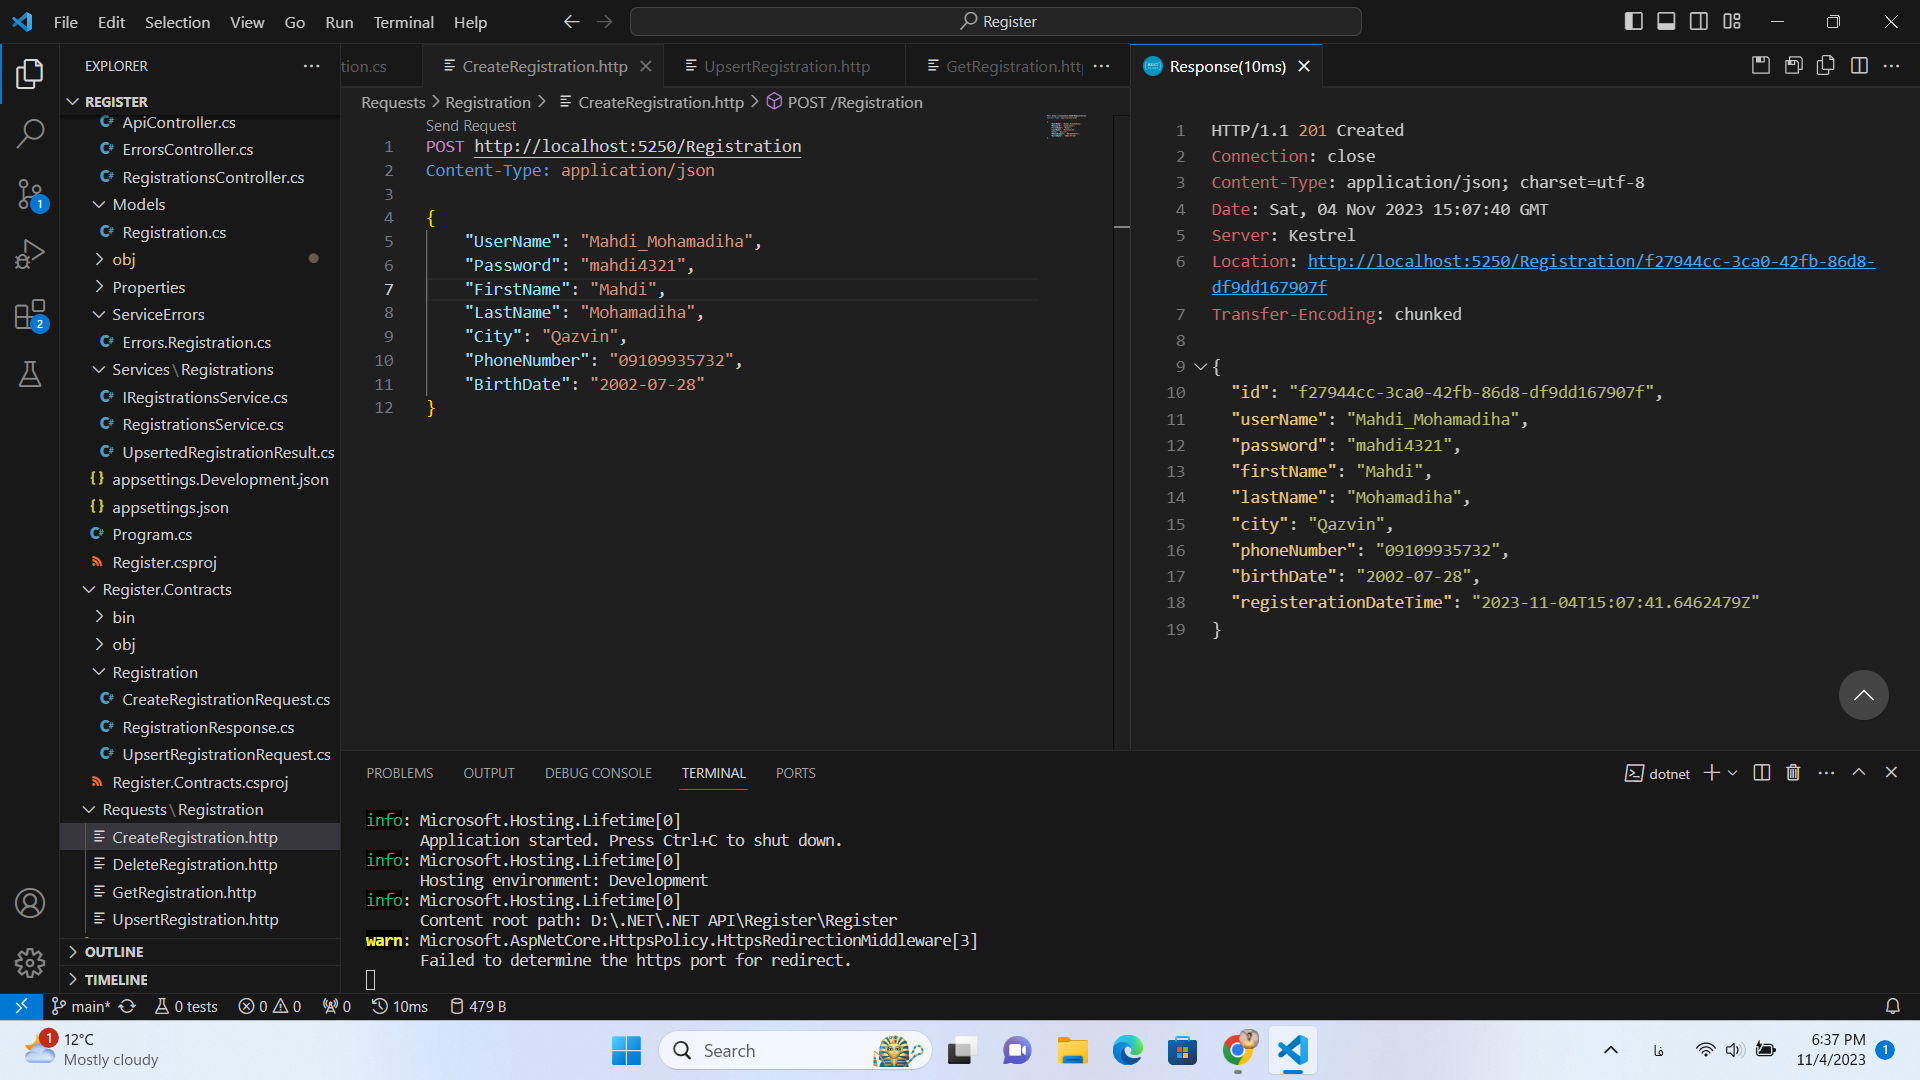 File Edit Selection View Go Run Terminal Help
Register
EXPLORER
REGISTER
ApiController.cs
ErrorsController.cs
RegistrationsController.cs
Models
Registration.cs
obj
Properties
ServiceErrors
Errors.Registration.cs
Services\Registrations
IRegistrationsService.cs
RegistrationsService.cs
UpsertedRegistrationResult.cs
appsettings.Development.json
appsettings.json
Program.cs
Register.csproj
Register.Contracts
bin
obj
Registration
CreateRegistrationRequest.cs
RegistrationResponse.cs
UpsertRegistrationRequest.cs
Register.Contracts.csproj
Requests\Registration
CreateRegistration.http
DeleteRegistration.http
GetRegistration.http
UpsertRegistration.http
OUTLINE
TIMELINE
1
2
tion.cs CreateRegistration.http UpsertRegistration.http GetRegistration.htt
Requests > Registration > CreateRegistration.http > POST /Registration
Send Request
1 POST http://localhost:5250/Registration
2 Content-Type: application/json
3
4 {
5 "UserName": "Mahdi_Mohamadiha",
6 "Password": "mahdi4321",
7 "FirstName": "Mahdi",
8 "LastName": "Mohamadiha",
9 "City": "Qazvin",
10 "PhoneNumber": "09109935732",
11 "BirthDate": "2002-07-28"
12 }
Response(10ms)
1 HTTP/1.1 201 Created
2 Connection: close
3 Content-Type: application/json; charset=utf-8
4 Date: Sat, 04 Nov 2023 15:07:40 GMT
5 Server: Kestrel
6 Location: http://localhost:5250/Registration/f27944cc-3ca0-42fb-86d8-
df9dd167907f
7 Transfer-Encoding: chunked
8
9 {
10 "id": "f27944cc-3ca0-42fb-86d8-df9dd167907f",
11 "userName": "Mahdi_Mohamadiha",
12 "password": "mahdi4321",
13 "firstName": "Mahdi",
14 "lastName": "Mohamadiha",
15 "city": "Qazvin",
16 "phoneNumber": "09109935732",
17 "birthDate": "2002-07-28",
18 "registerationDateTime": "2023-11-04T15:07:41.6462479Z"
19 }
PROBLEMS OUTPUT DEBUG CONSOLE TERMINAL PORTS
dotnet
info: Microsoft.Hosting.Lifetime[0]
Application started. Press Ctrl+C to shut down.
info: Microsoft.Hosting.Lifetime[0]
Hosting environment: Development
info: Microsoft.Hosting.Lifetime[0]
Content root path: D:\.NET\.NET API\Register\Register
warn: Microsoft.AspNetCore.HttpsPolicy.HttpsRedirectionMiddleware[3]
Failed to determine the https port for redirect.
main* 0 tests 0 0 0 10ms 479 B
1
12°C
Mostly cloudy
Search
فا
6:37 PM
11/4/2023
1